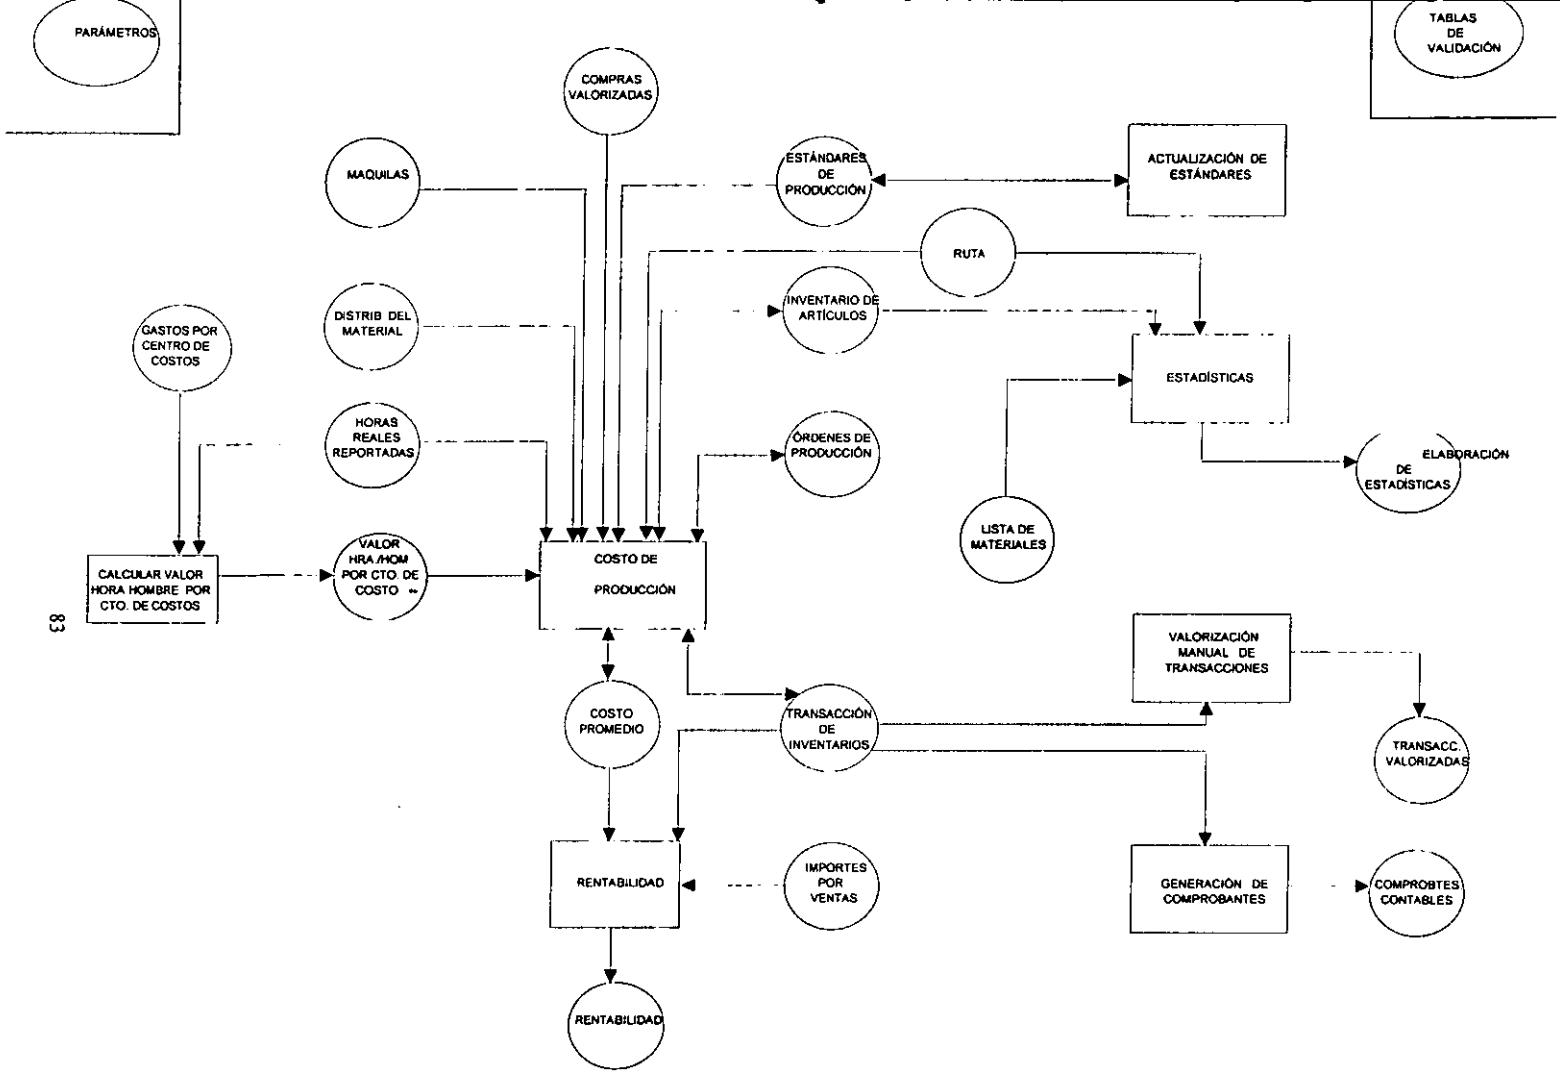 PARÁMETROS
TABLAS
DE
VALIDACIÓN
COMPRAS
VALORIZADAS
MAQUILAS
ESTÁNDARES
DE
PRODUCCIÓN
ACTUALIZACIÓN DE
ESTÁNDARES
RUTA
DISTRIB DEL
MATERIAL
INVENTARIO DE
ARTÍCULOS
GASTOS POR
CENTRO DE
COSTOS
ESTADÍSTICAS
HORAS
REALES
REPORTADAS
ÓRDENES DE
PRODUCCIÓN
ELABORACIÓN
DE
ESTADÍSTICAS
LISTA DE
MATERIALES
CALCULAR VALOR
HORA HOMBRE POR
CTO. DE COSTOS
VALOR
HRA./HOM
POR CTO. DE
COSTO **
COSTO DE
PRODUCCIÓN
83
VALORIZACIÓN
MANUAL DE
TRANSACCIONES
COSTO
PROMEDIO
TRANSACCIÓN
DE
INVENTARIOS
TRANSACC.
VALORIZADAS
RENTABILIDAD
IMPORTES
POR
VENTAS
GENERACIÓN DE
COMPROBANTES
COMPROBTES
CONTABLES
RENTABILIDAD